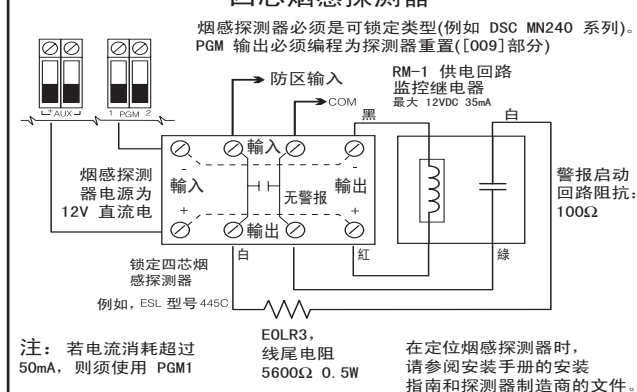 四芯烟感探测器
烟感探测器必须是可锁定类型(例如 DSC MN240 系列)。
PGM 输出必须编程为探测器重置([009]部分)
防区输入
COM
RM-1 供电回路
监控继电器
最大 12VDC 35mA
+ AUX -
1 PGM 2
黑
白
烟感探测
器电源为
12V 直流电
輸入
-
輸入
+
-
輸出
+
无警报
輸出
警报启动
回路阻抗:
100Ω
锁定四芯烟
感探测器
例如, ESL 型号 445C
白
紅
綠
注: 若电流消耗超过
50mA, 则须使用 PGM1
EOLR3,
线尾电阻
5600Ω 0.5W
在定位烟感探测器时,
请参阅安装手册的安装
指南和探测器制造商的文件。